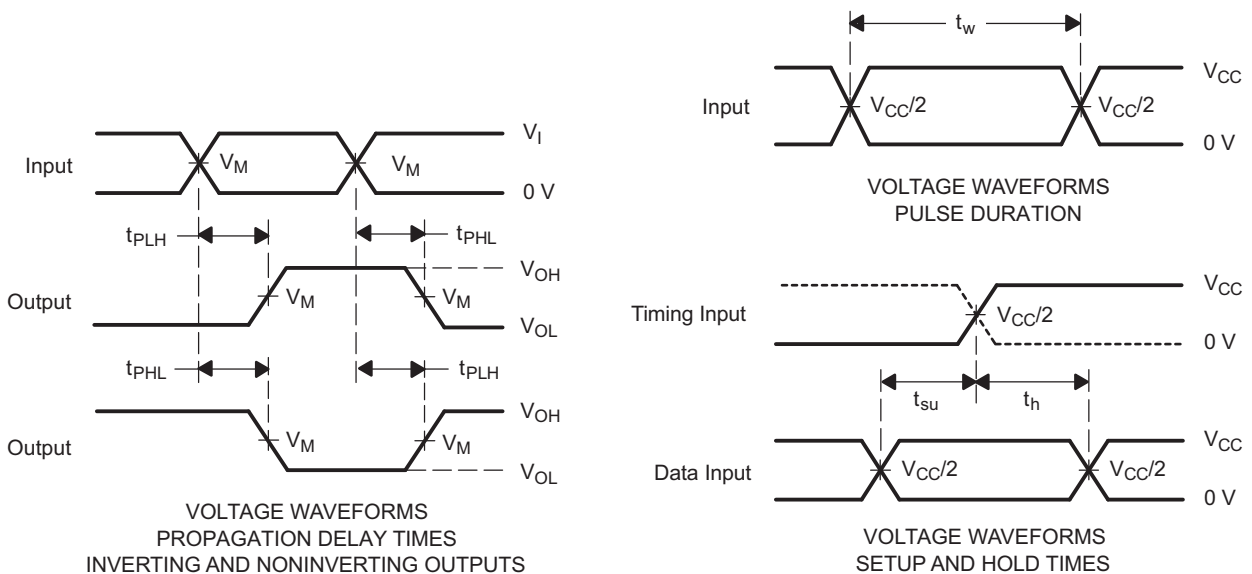 Input
V_I
V_M
V_M
0 V
t_PLH
t_PHL
Output
V_OH
V_M
V_M
V_OL
t_PHL
t_PLH
Output
V_OH
V_M
V_M
V_OL
VOLTAGE WAVEFORMS
PROPAGATION DELAY TIMES
INVERTING AND NONINVERTING OUTPUTS
t_w
Input
V_CC
V_CC/2
V_CC/2
0 V
VOLTAGE WAVEFORMS
PULSE DURATION
Timing Input
V_CC
V_CC/2
0 V
t_su
t_h
Data Input
V_CC
V_CC/2
V_CC/2
0 V
VOLTAGE WAVEFORMS
SETUP AND HOLD TIMES